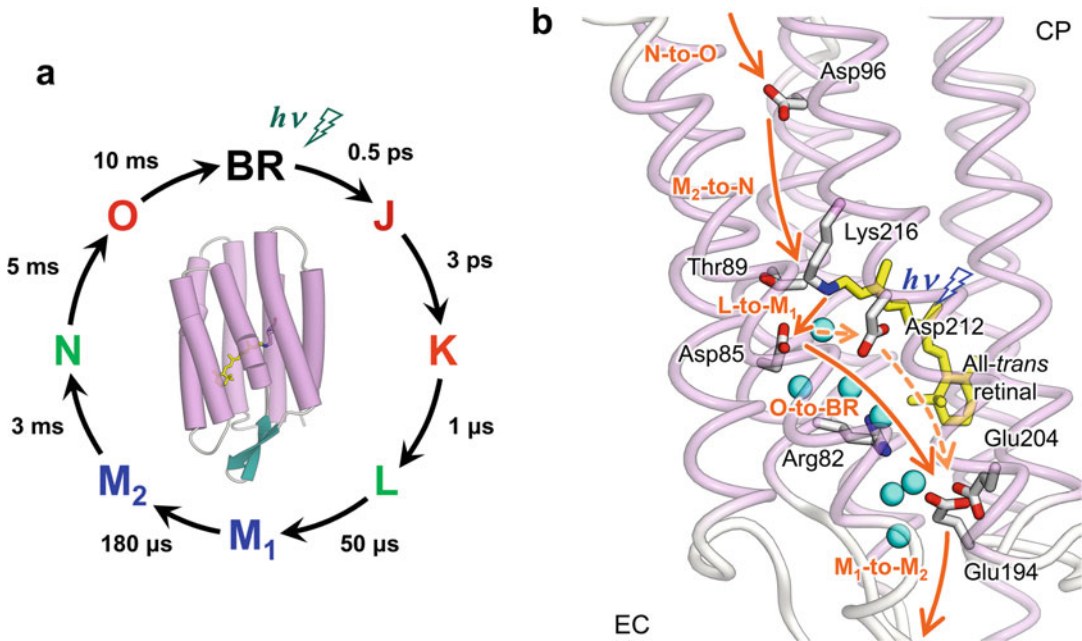 a
hν
BR
0.5 ps
J
3 ps
K
1 µs
L
50 µs
M₁
180 µs
M₂
3 ms
N
5 ms
O
10 ms
b
CP
N-to-O
Asp96
M₂-to-N
Lys216
Thr89
hν
L-to-M₁
Asp212
Asp85
All-trans
retinal
O-to-BR
Glu204
Arg82
M₁-to-M₂
Glu194
EC